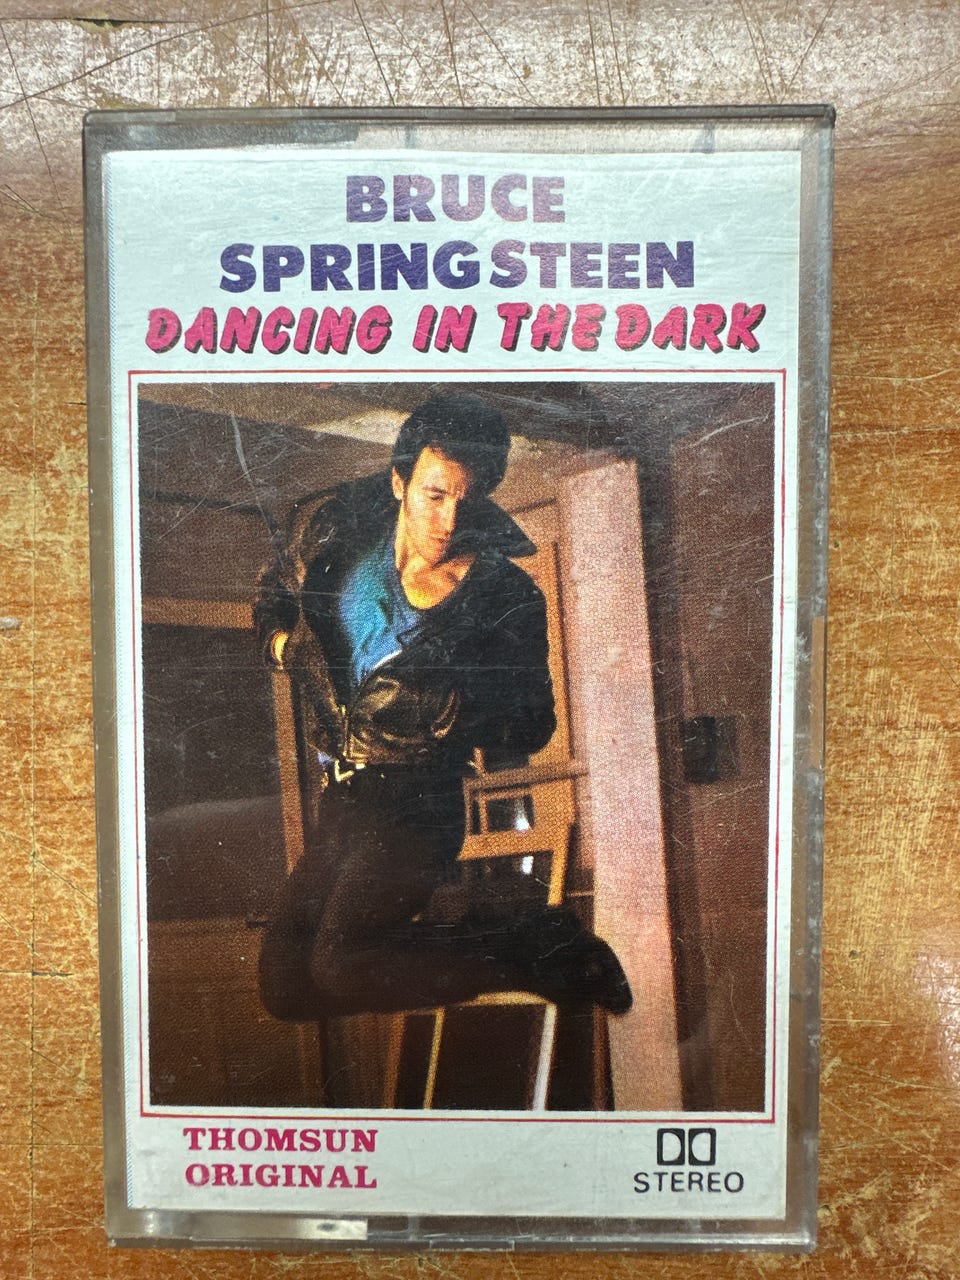 BRUCE
SPRINGSTEEN
DANCING IN THE DARK
THOMSUN
ORIGINAL
STEREO